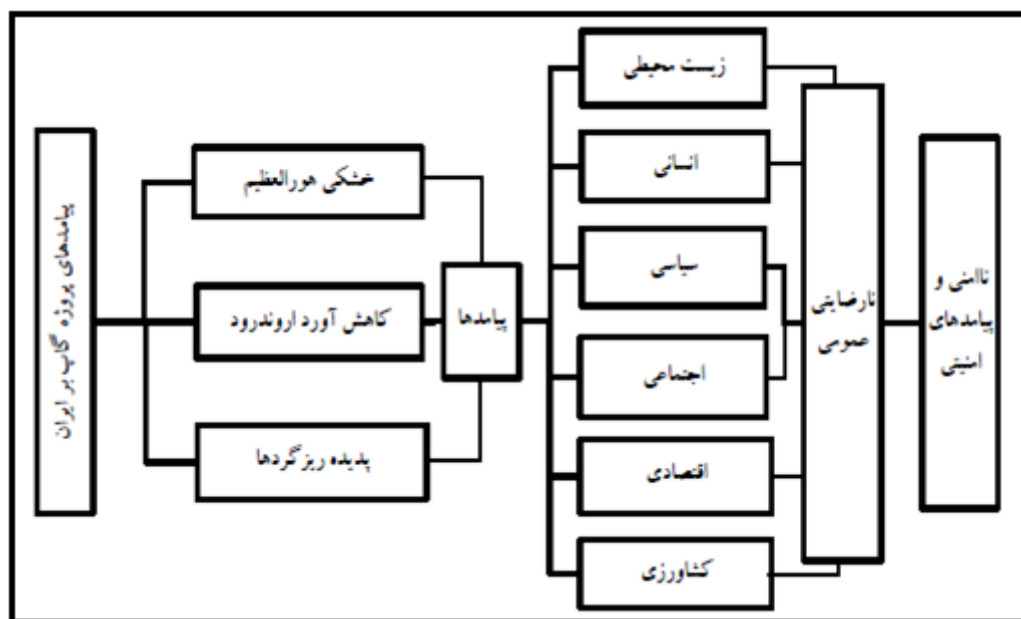 پیامدهای پروژه گاپ بر ایران
خشکی هورالعظیم
کاهش آورد اروندرود
پدیده ریزگردها
پیامدها
زیست محیطی
انسانی
سیاسی
اجتماعی
اقتصادی
کشاورزی
نارضایتی
عمومی
ناامنی و
پیامدهای
امنیتی